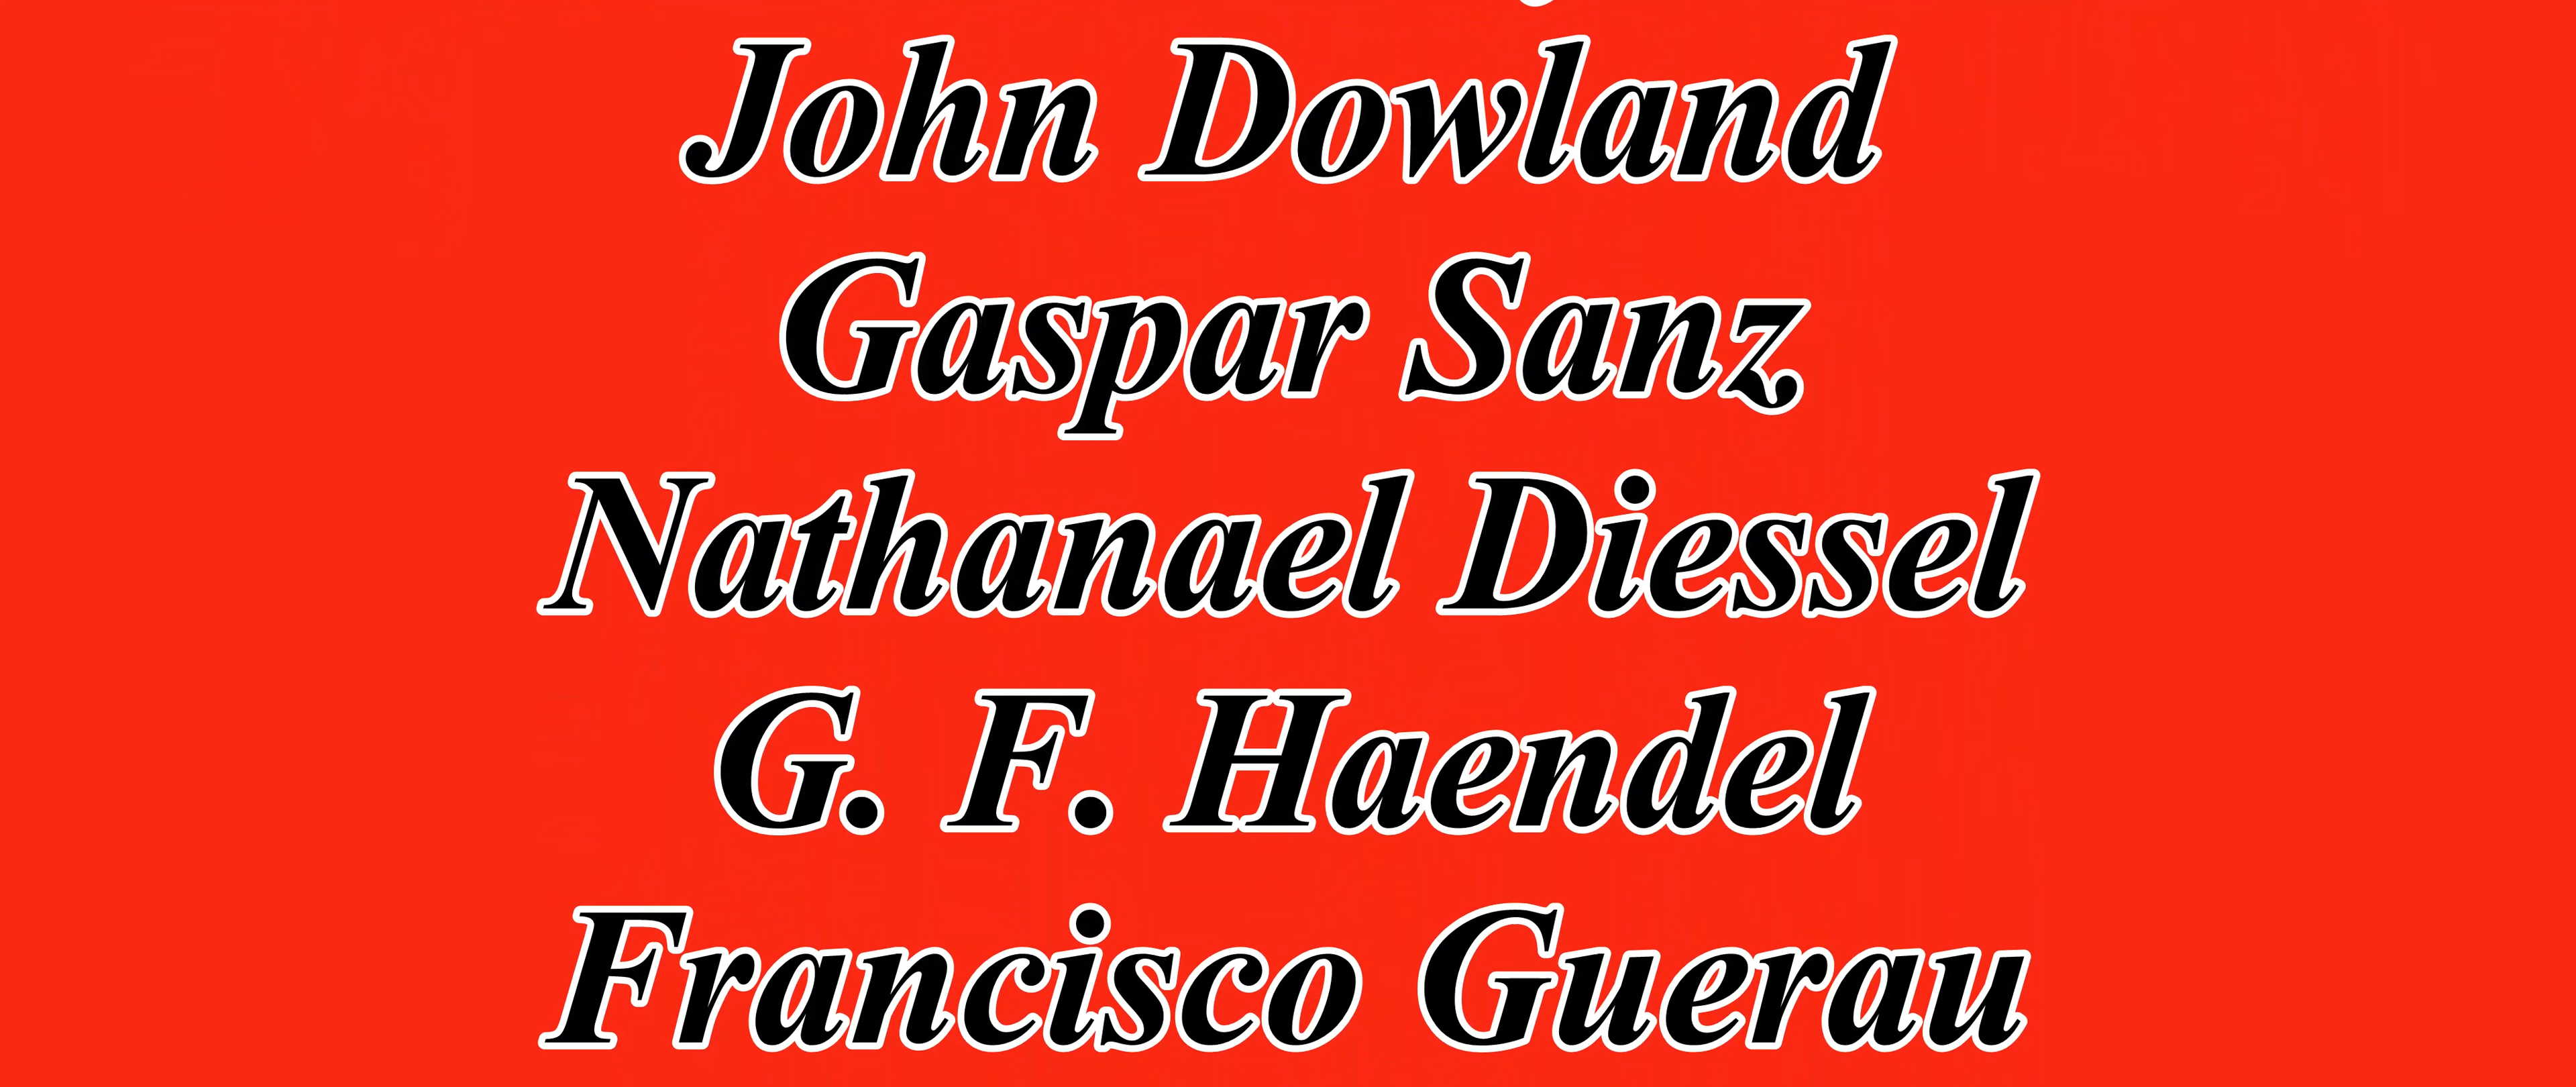 John Dowland
Gaspar Sanz
Nathanael Diessel
G. F. Haendel
Francisco Guerau